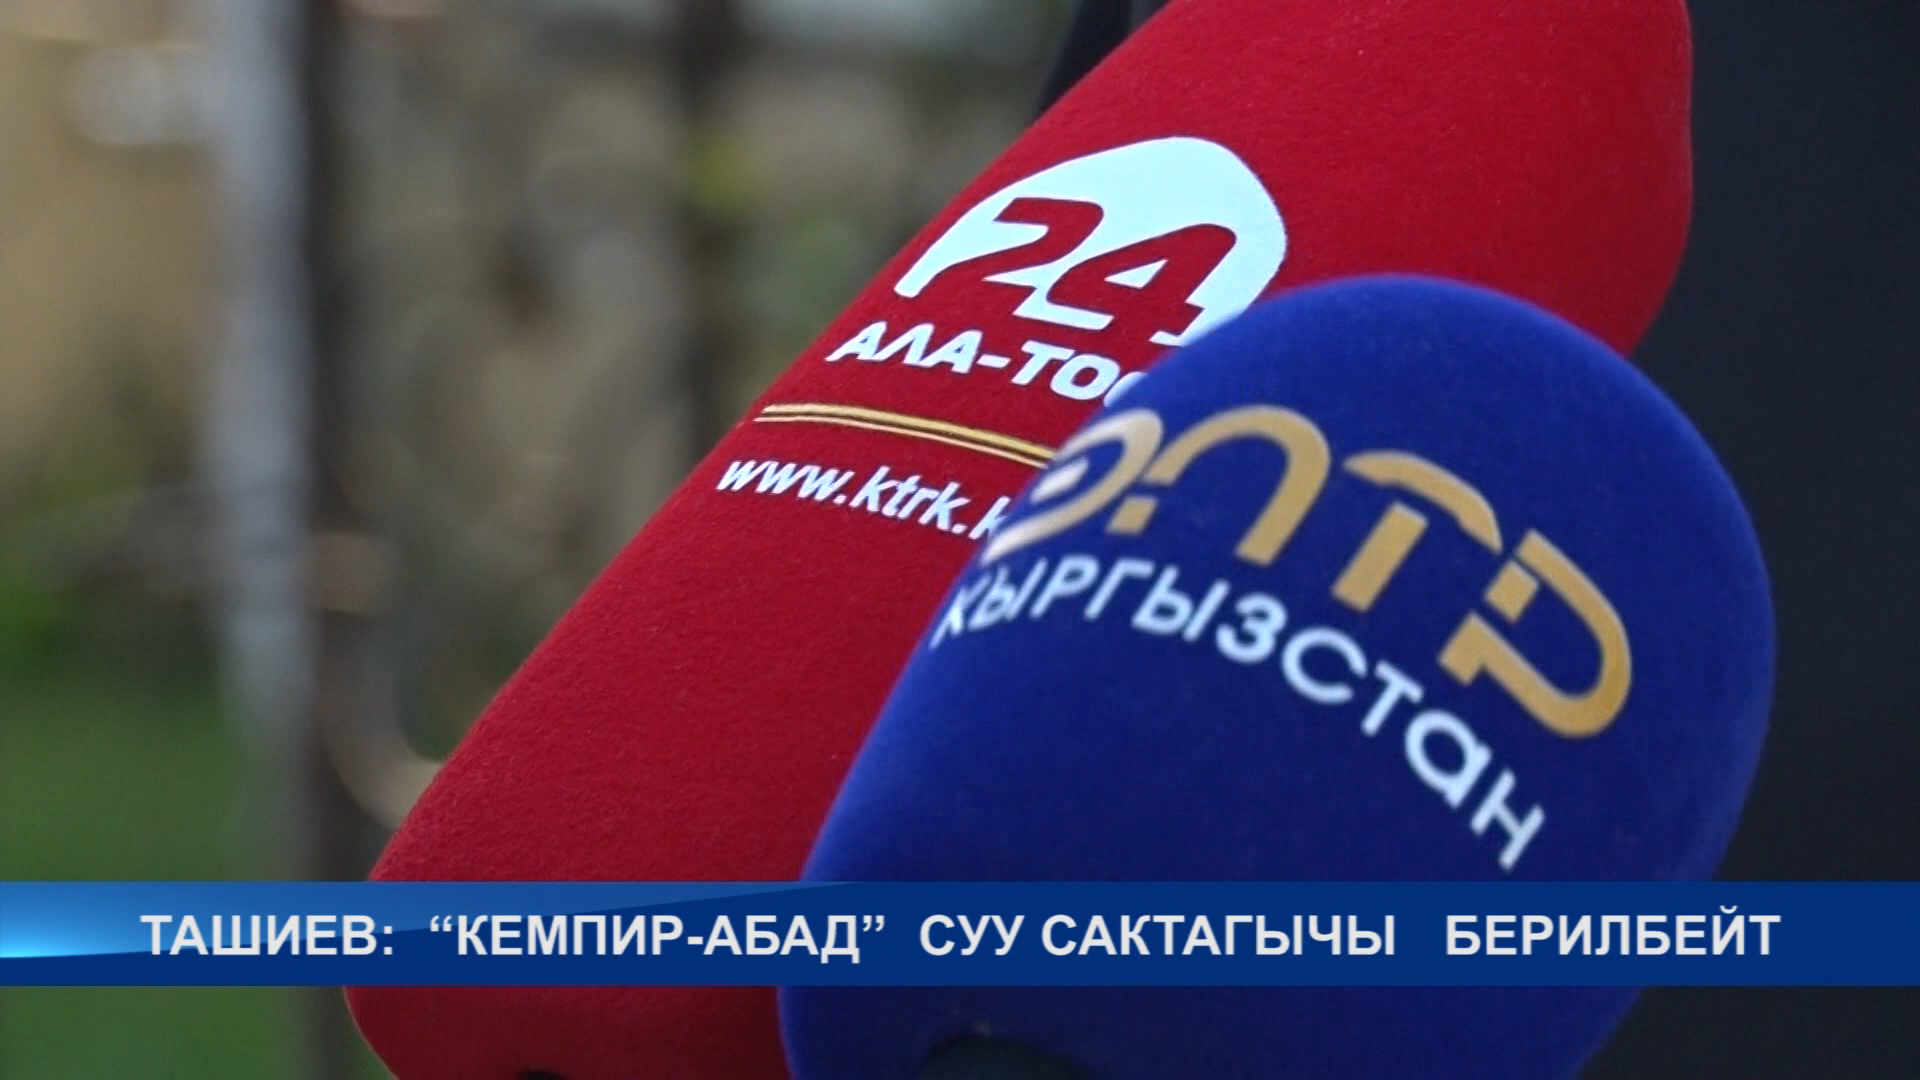 24
АЛА-ТОО
www.ktrk.k
ЭЛТР
КЫРГЫЗСТАН
ТАШИЕВ: “КЕМПИР-АБАД” СУУ САКТАГЫЧЫ БЕРИЛБЕЙТ